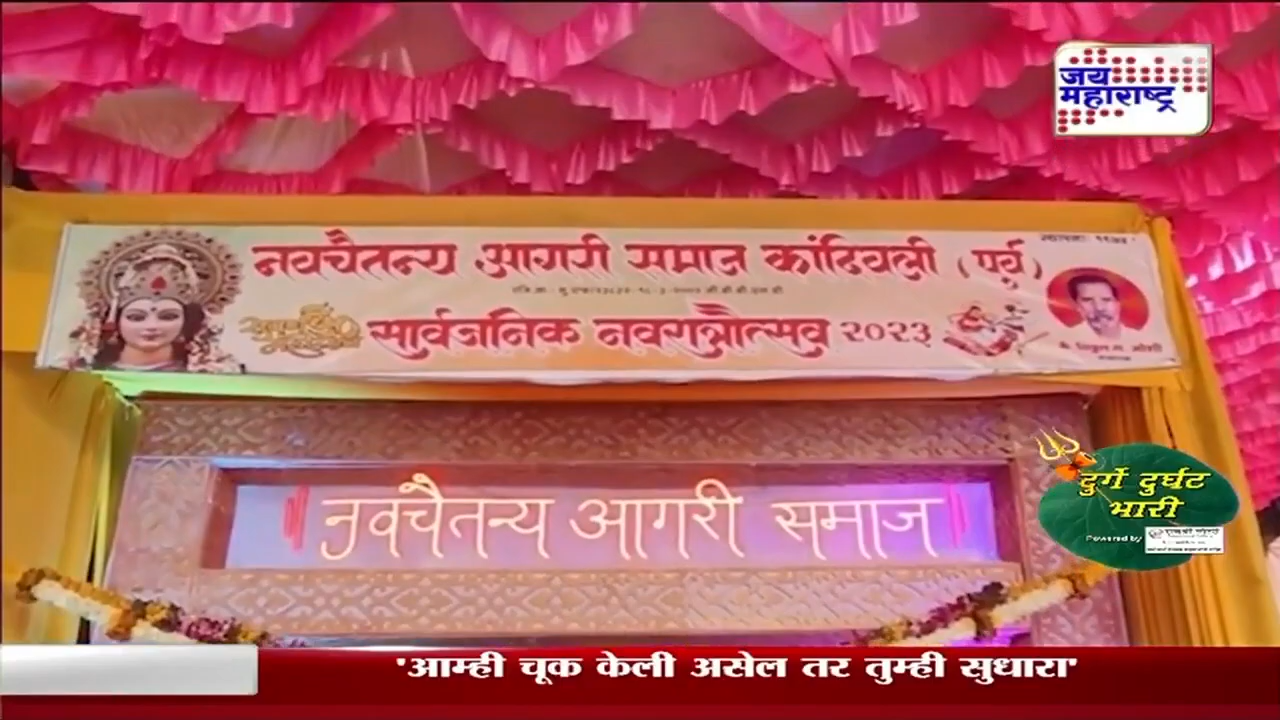 जय
महाराष्ट्र
नवचैतन्य आगरी समाज कांदिवली (पूर्व)
सार्वजनिक नवरात्रौत्सव २०२३
नवचैतन्य आगरी समाज
दुर्गे दुर्घट
भारी
Powered by
'आम्ही चूक केली असेल तर तुम्ही सुधारा'